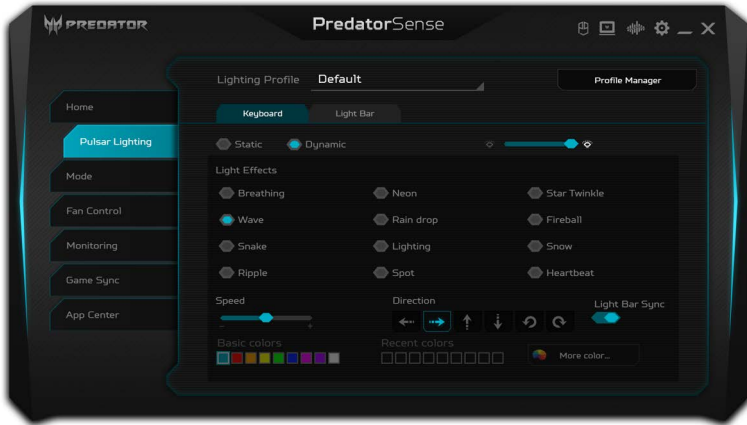 PREDATOR
PredatorSense
Lighting Profile Default
Profile Manager
Home
Pulsar Lighting
Mode
Fan Control
Monitoring
Game Sync
App Center
Keyboard Light Bar
Static Dynamic
Light Effects
Breathing Neon Star Twinkle
Wave Rain drop Fireball
Snake Lighting Snow
Ripple Spot Heartbeat
Speed Direction Light Bar Sync
- +
Basic colors Recent colors
More color...